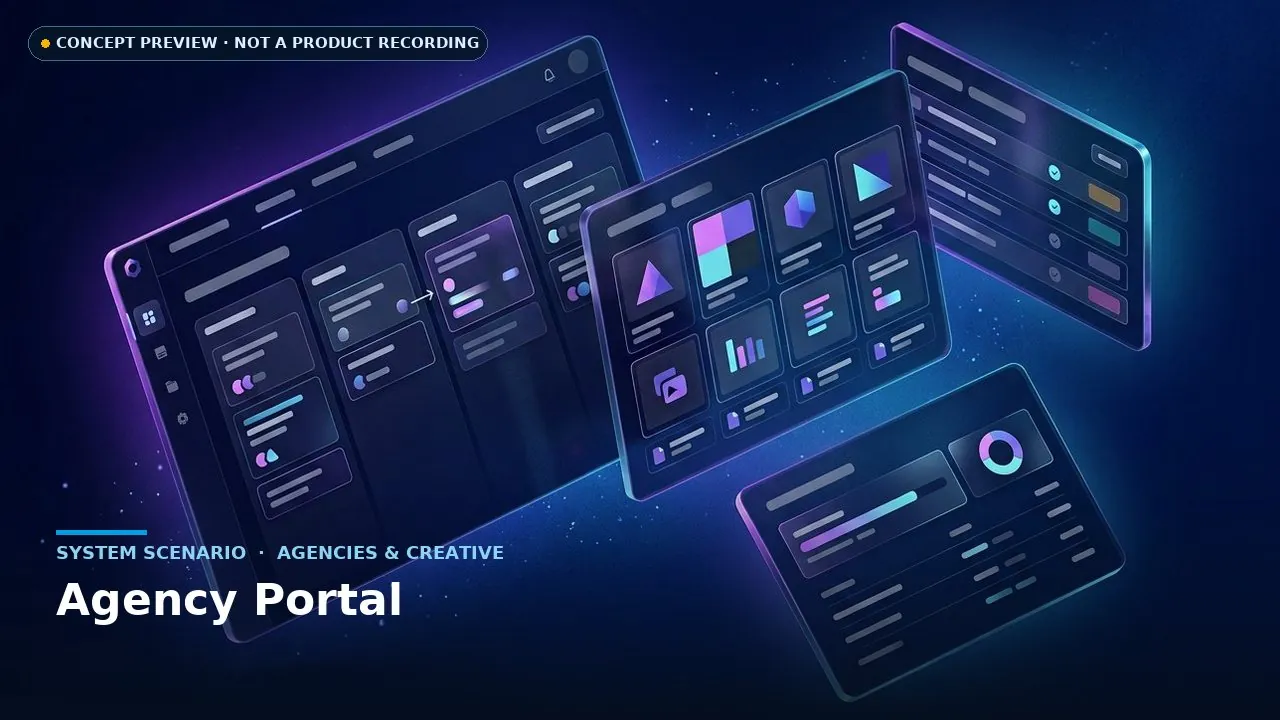 CONCEPT PREVIEW · NOT A PRODUCT RECORDING
SYSTEM SCENARIO · AGENCIES & CREATIVE
Agency Portal